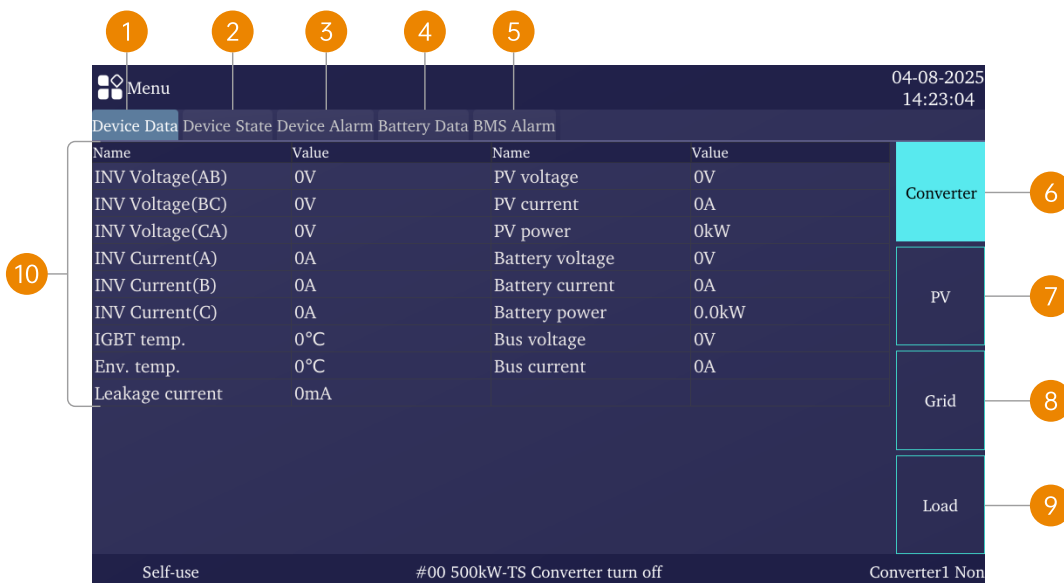 1 2 3 4 5
Menu
04-08-2025
14:23:04
Device Data Device State Device Alarm Battery Data BMS Alarm
Name Value Name Value
INV Voltage(AB) 0V PV voltage 0V
INV Voltage(BC) 0V PV current 0A
INV Voltage(CA) 0V PV power 0kW
INV Current(A) 0A Battery voltage 0V
INV Current(B) 0A Battery current 0A
INV Current(C) 0A Battery power 0.0kW
IGBT temp. 0°C Bus voltage 0V
Env. temp. 0°C Bus current 0A
Leakage current 0mA
10
Converter 6
PV 7
Grid 8
Load 9
Self-use #00 500kW-TS Converter turn off Converter1 Non